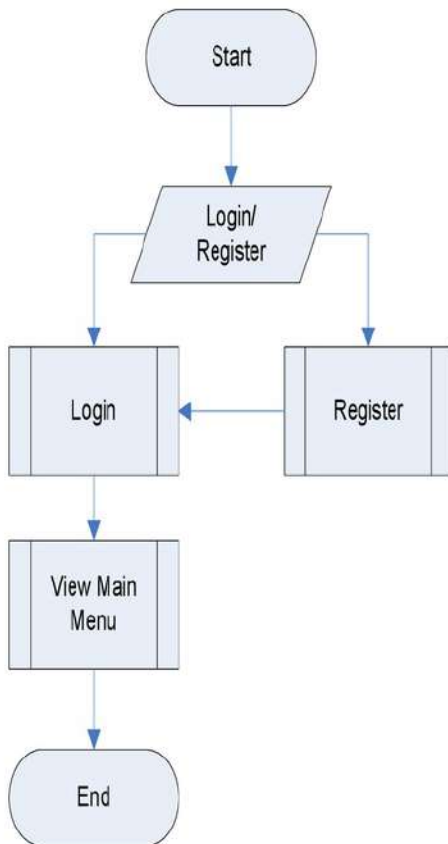 Start
Login/
Register
Login
Register
View Main
Menu
End